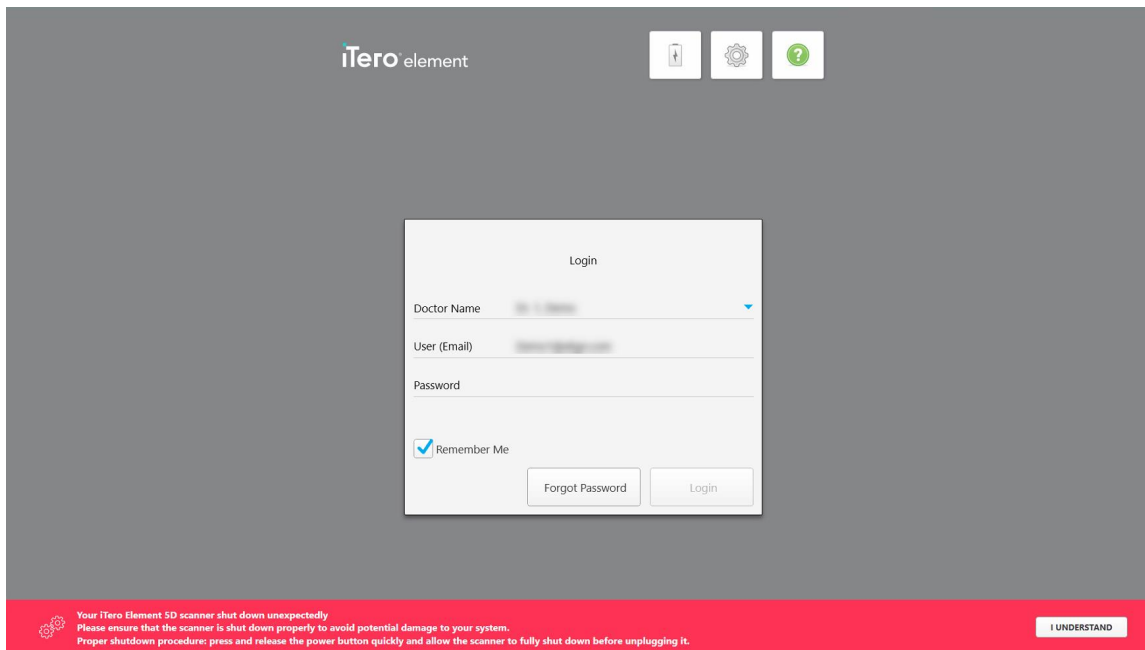 iTero element
Login
Doctor Name
User (Email)
Password
Remember Me
Forgot Password
Login
Your iTero Element 5D scanner shut down unexpectedly
Please ensure that the scanner is shut down properly to avoid potential damage to your system.
Proper shutdown procedure: press and release the power button quickly and allow the scanner to fully shut down before unplugging it.
I UNDERSTAND